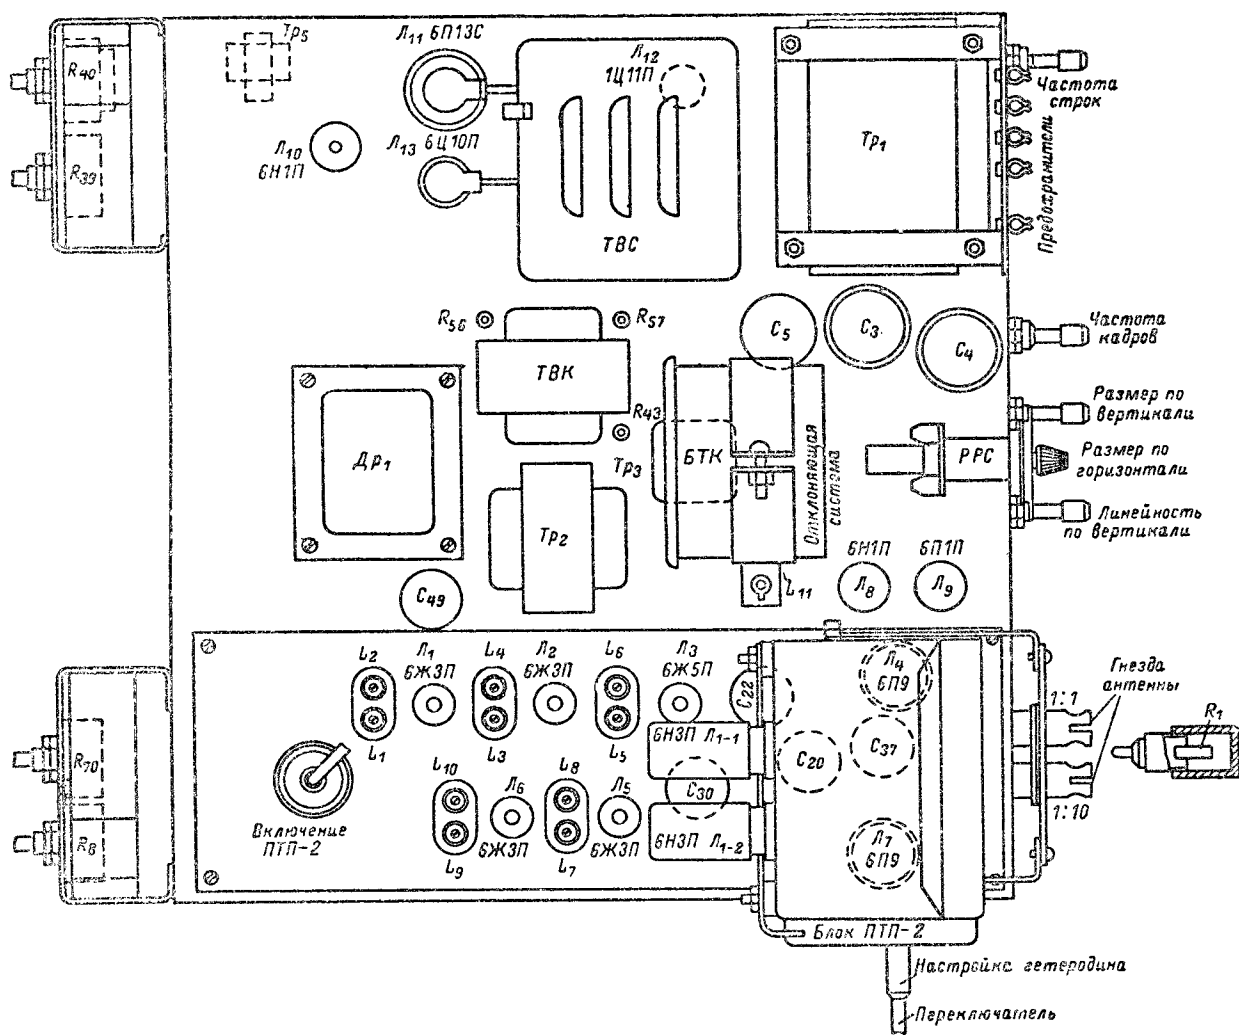 Тр₅
Л₁₁ 6П13С
Л₁₂
1Ц11П
R₄₀
Частота
строк
Л₁₀
6Н1П
Л₁₃ 6Ц10П
Тр₁
R₃₉
Предохранители
ТВС
R₅₆
R₅₇
С₅
С₃
С₄
Частота
кадров
ТВК
R₄₃
Размер по
вертикали
Др₁
Тр₃
БТК
Отклоняющая
система
РРС
Размер по
горизонтали
Тр₂
Линейность
по вертикали
6Н1П
6П1П
С₄₉
L₁₁
Л₈
Л₉
L₂
Л₁
6Ж3П
L₄
Л₂
6Ж3П
L₆
Л₃
6Ж5П
С₂₂
Л₄
6П9
Гнезда
антенны
1:1
R₁
L₁
L₃
L₅
6Н3П Л₁₋₁
С₂₀
С₃₇
R₇₀
L₁₀
Л₆
L₈
Л₅
С₃₀
1:10
Включение
ПТП-2
R₈
L₉
6Ж3П
L₇
6Ж3П
6Н3П Л₁₋₂
Л₇
6П9
Блок ПТП-2
Настройка гетеродина
Переключатель